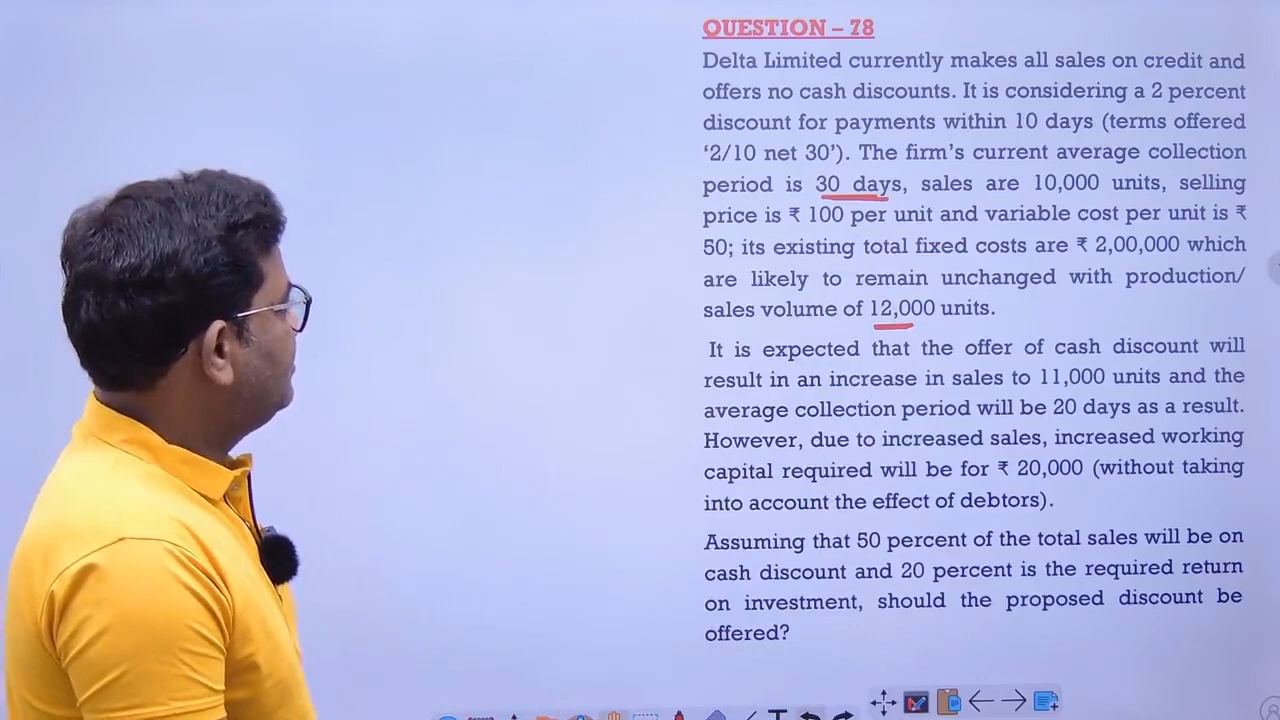 QUESTION – 78
Delta Limited currently makes all sales on credit and
offers no cash discounts. It is considering a 2 percent
discount for payments within 10 days (terms offered
‘2/10 net 30’). The firm’s current average collection
period is 30 days, sales are 10,000 units, selling
price is ₹ 100 per unit and variable cost per unit is ₹
50; its existing total fixed costs are ₹ 2,00,000 which
are likely to remain unchanged with production/
sales volume of 12,000 units.
It is expected that the offer of cash discount will
result in an increase in sales to 11,000 units and the
average collection period will be 20 days as a result.
However, due to increased sales, increased working
capital required will be for ₹ 20,000 (without taking
into account the effect of debtors).
Assuming that 50 percent of the total sales will be on
cash discount and 20 percent is the required return
on investment, should the proposed discount be
offered?